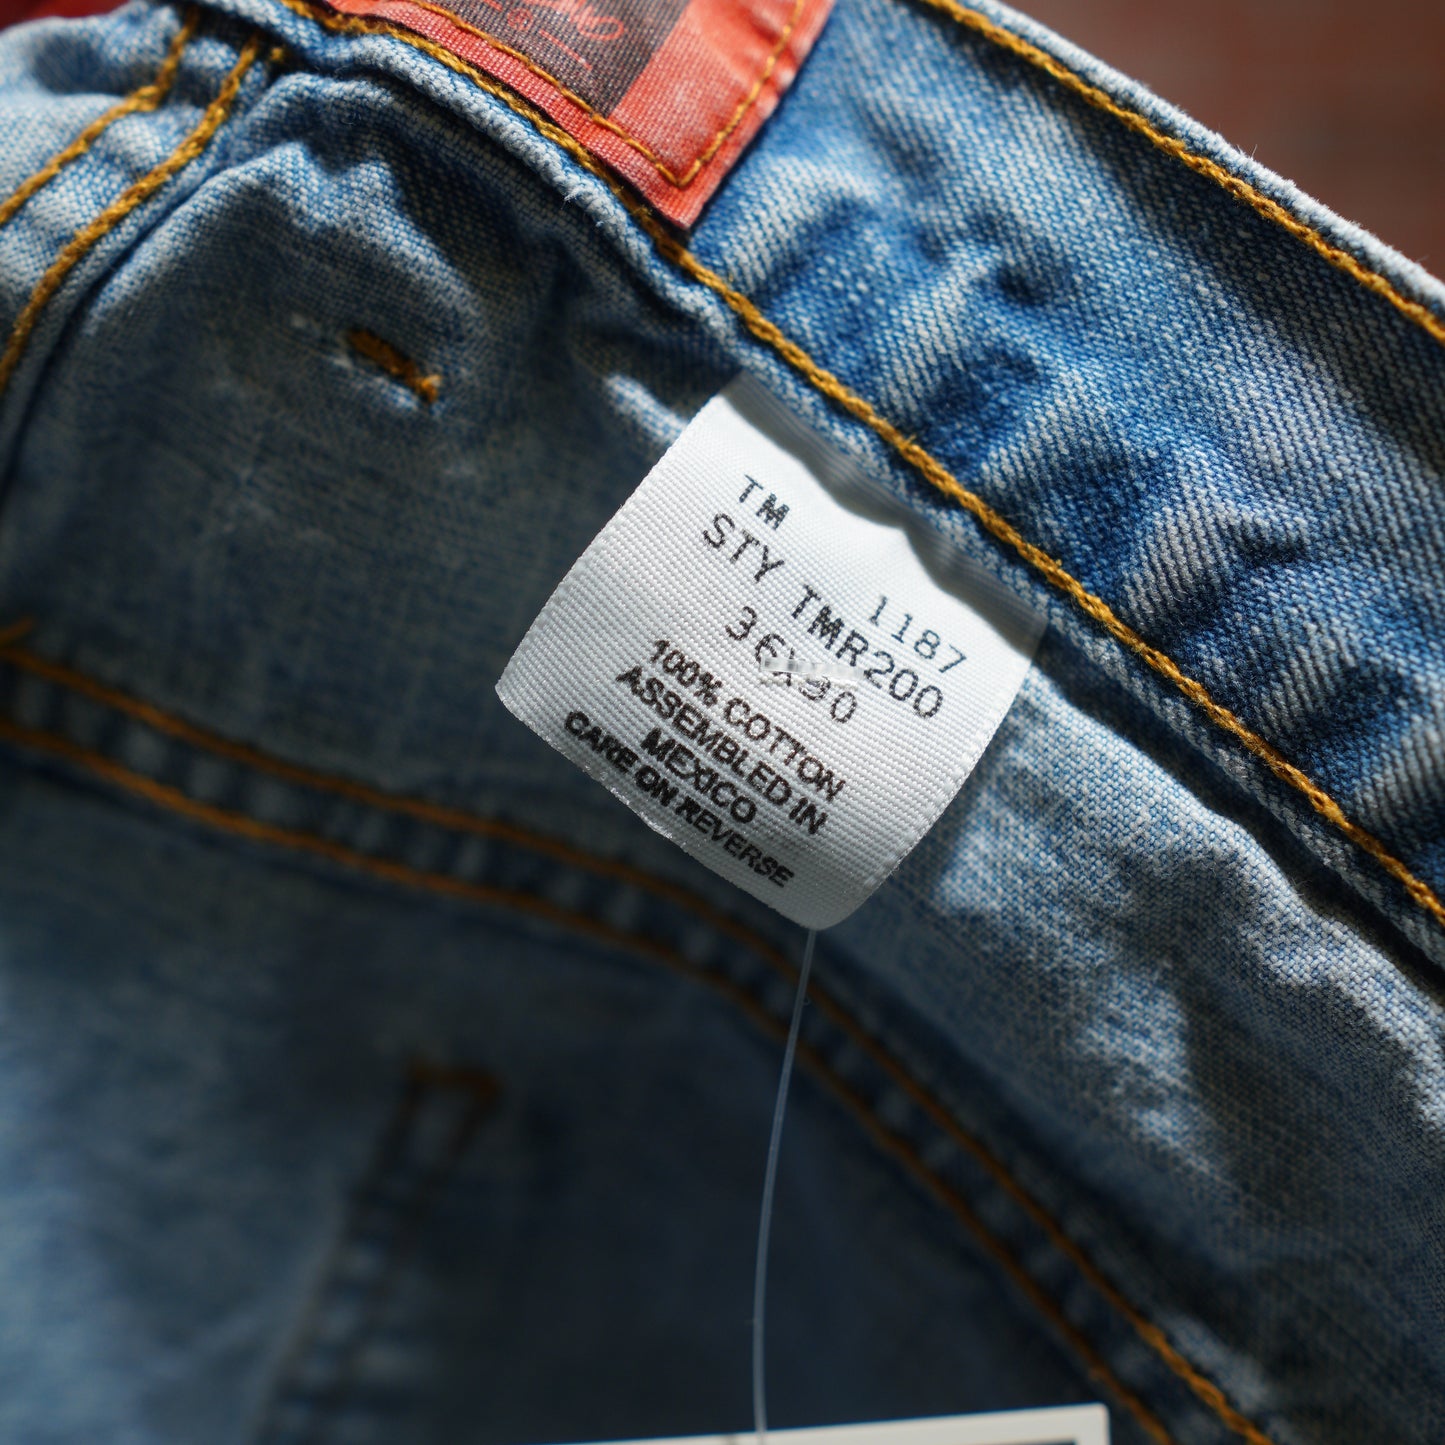 TM
1187
STY TMR200
36X30
100% COTTON
ASSEMBLED IN
MEXICO
CARE ON REVERSE